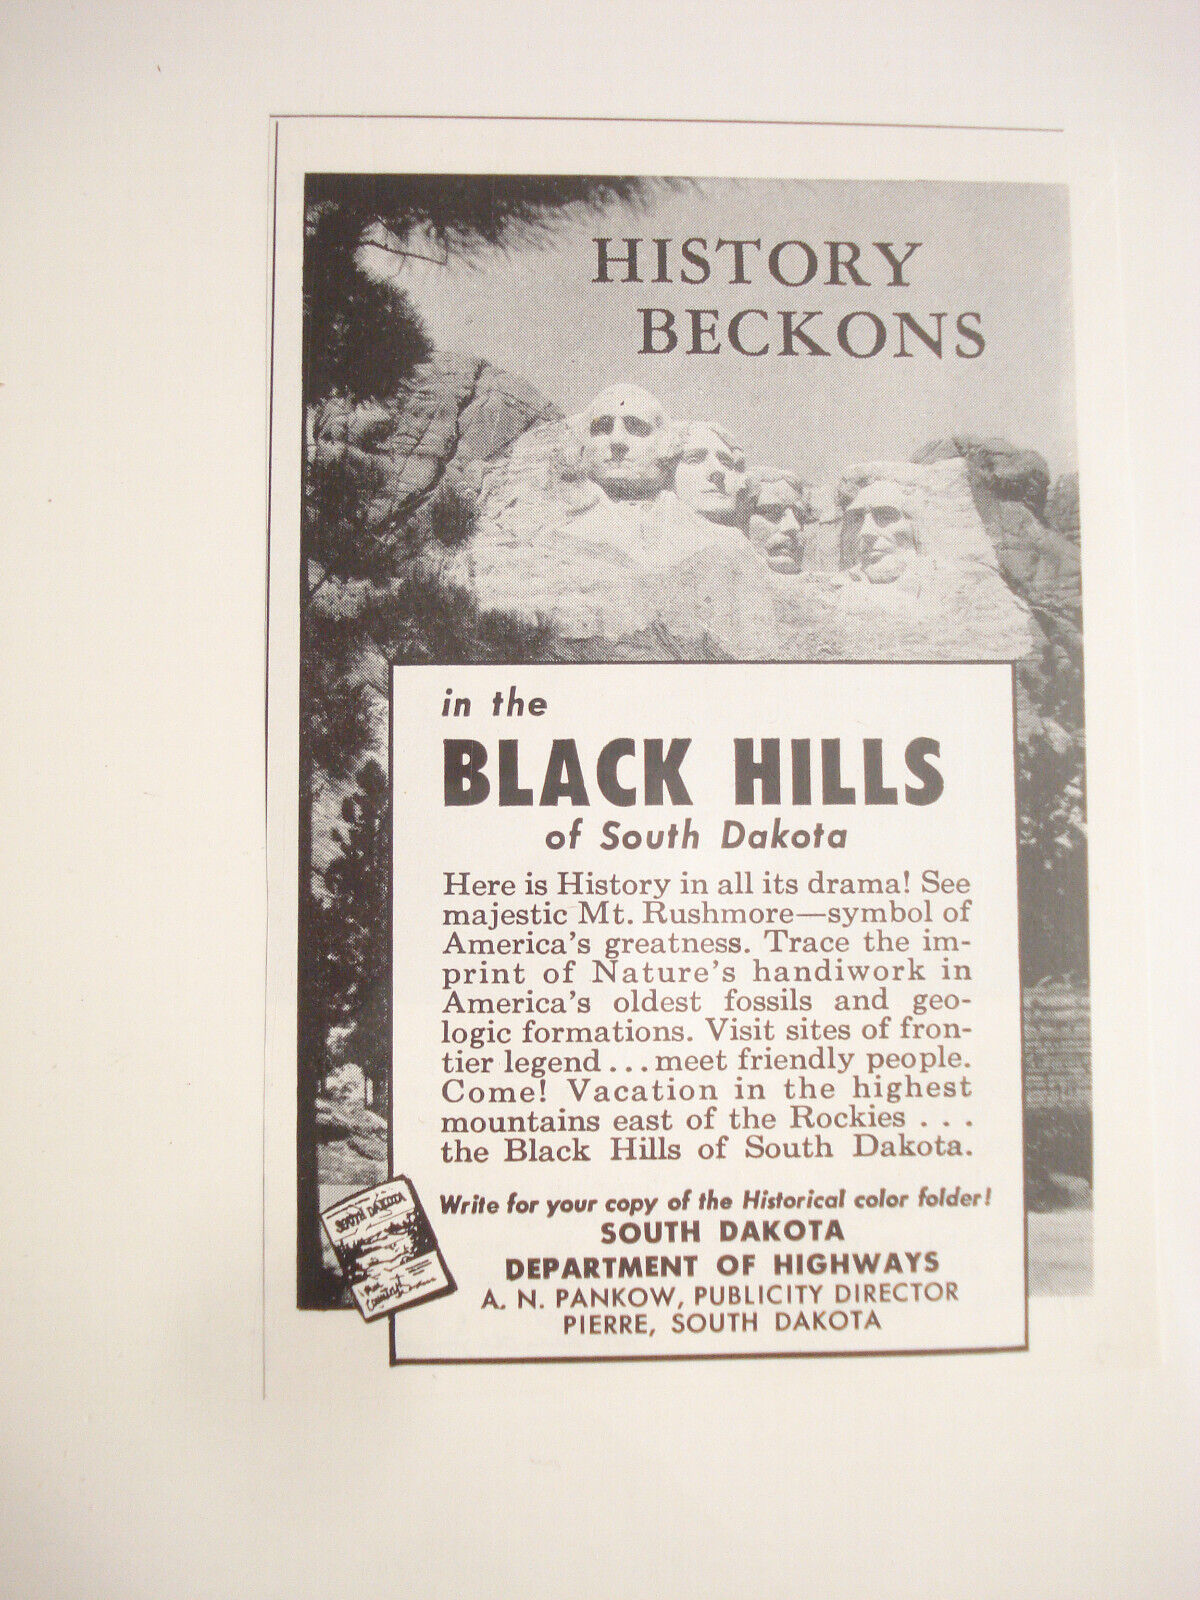 HISTORY
BECKONS
in the
BLACK HILLS
of South Dakota
Here is History in all its drama! See
majestic Mt. Rushmore—symbol of
America's greatness. Trace the im-
print of Nature's handiwork in
America's oldest fossils and geo-
logic formations. Visit sites of fron-
tier legend...meet friendly people.
Come! Vacation in the highest
mountains east of the Rockies . . .
the Black Hills of South Dakota.
Write for your copy of the Historical color folder!
SOUTH DAKOTA
DEPARTMENT OF HIGHWAYS
A. N. PANKOW, PUBLICITY DIRECTOR
PIERRE, SOUTH DAKOTA
SOUTH DAKOTA